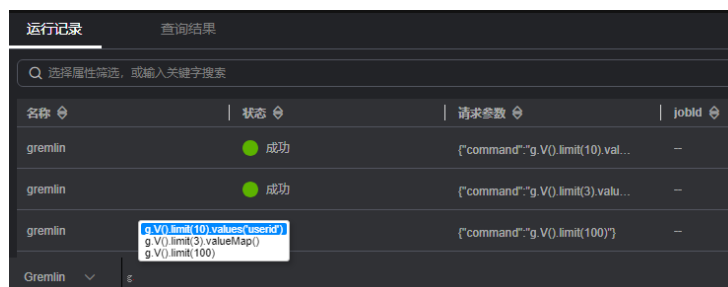 运行记录 查询结果
选择属性筛选，或输入关键字搜索
名称 状态 请求参数 jobId
gremlin 成功 {"command":"g.V().limit(10).val... --
gremlin 成功 {"command":"g.V().limit(3).valu... --
gremlin {"command":"g.V().limit(100)"} --
g.V().limit(10).values('userid')
g.V().limit(3).valueMap()
g.V().limit(100)
Gremlin g